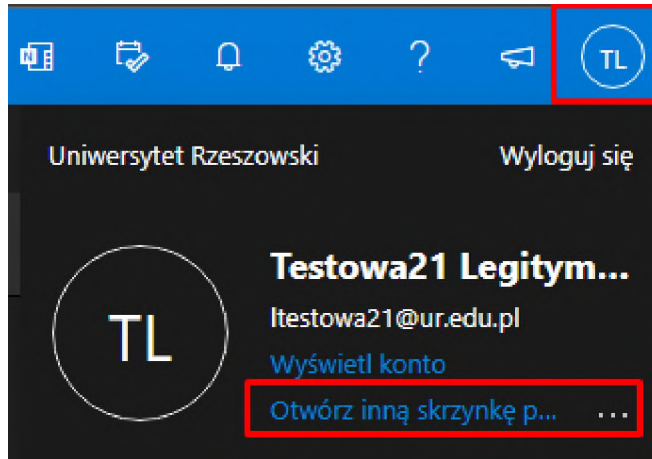 TL
Uniwersytet Rzeszowski Wyloguj się
TL
Testowa21 Legitym...
ltestowa21@ur.edu.pl
Wyświetl konto
Otwórz inną skrzynkę p... ...